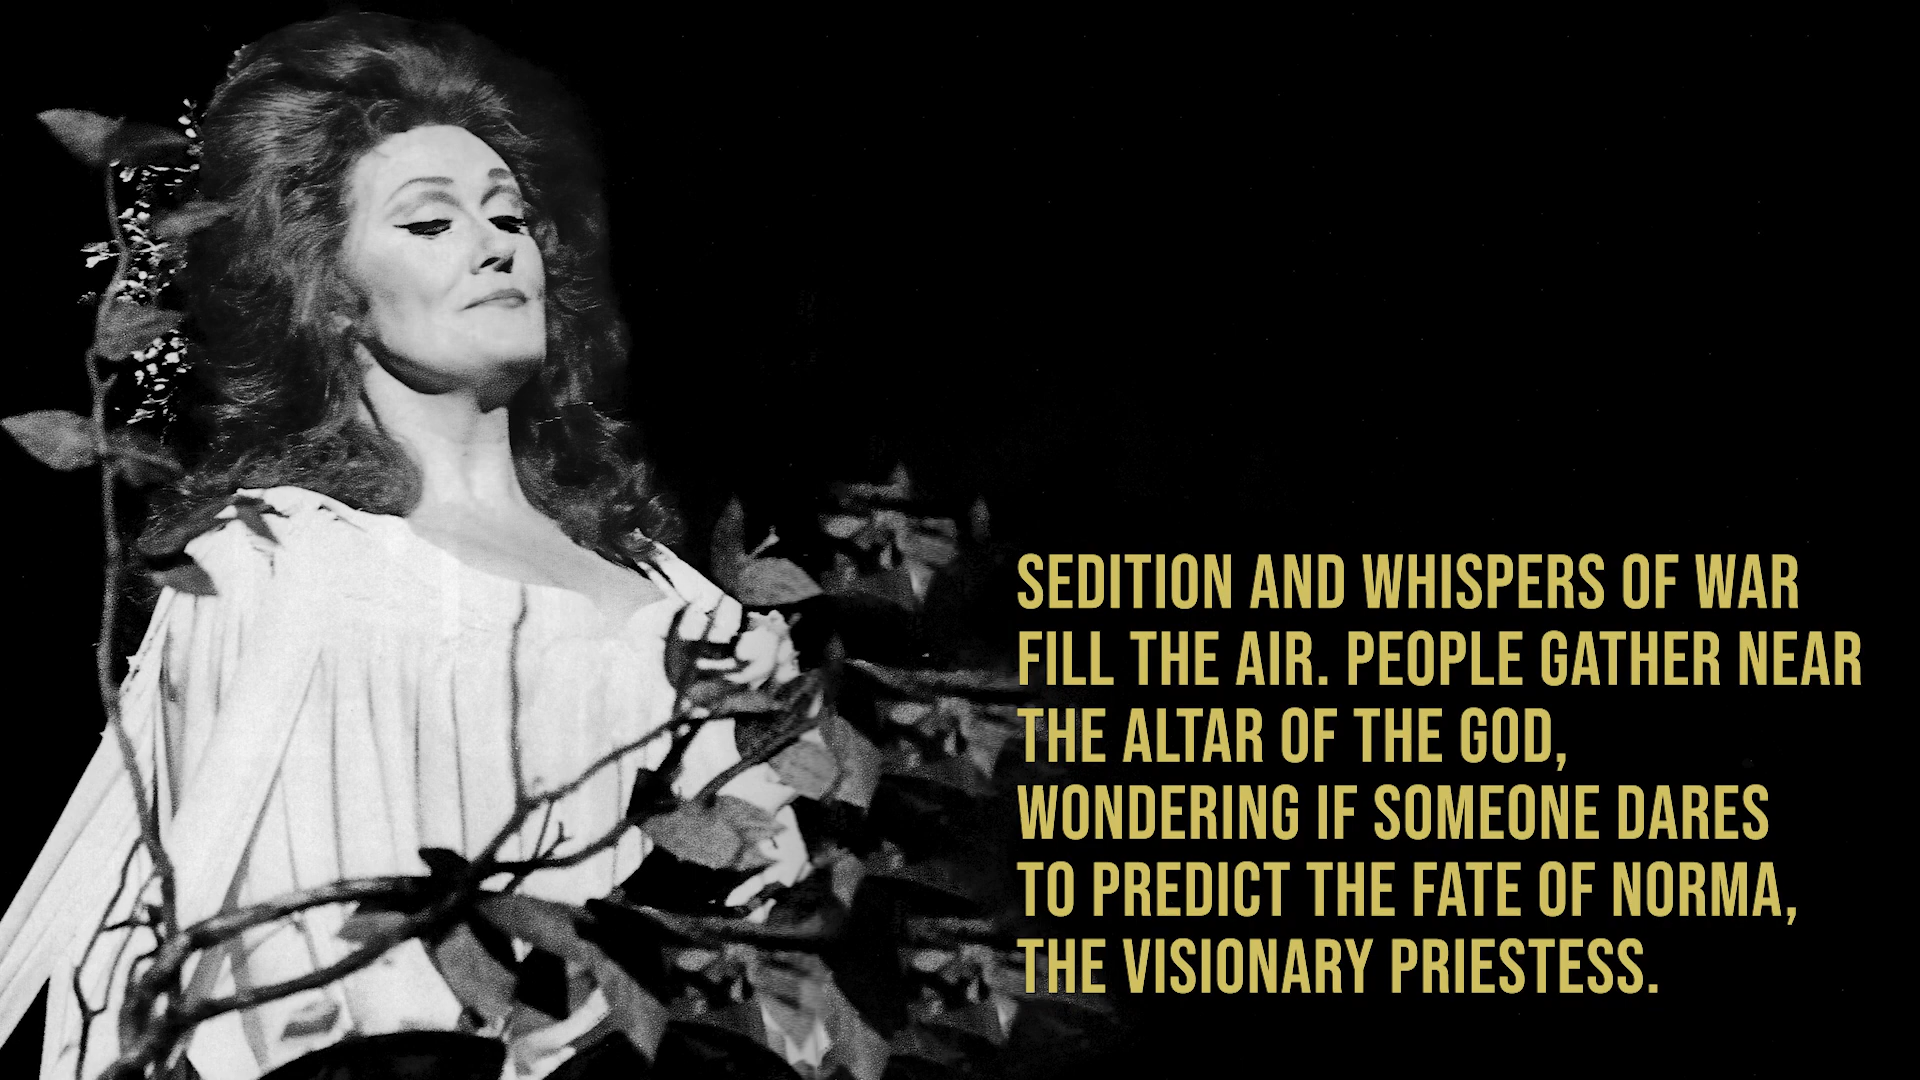 SEDITION AND WHISPERS OF WAR
FILL THE AIR. PEOPLE GATHER NEAR
THE ALTAR OF THE GOD,
WONDERING IF SOMEONE DARES
TO PREDICT THE FATE OF NORMA,
THE VISIONARY PRIESTESS.